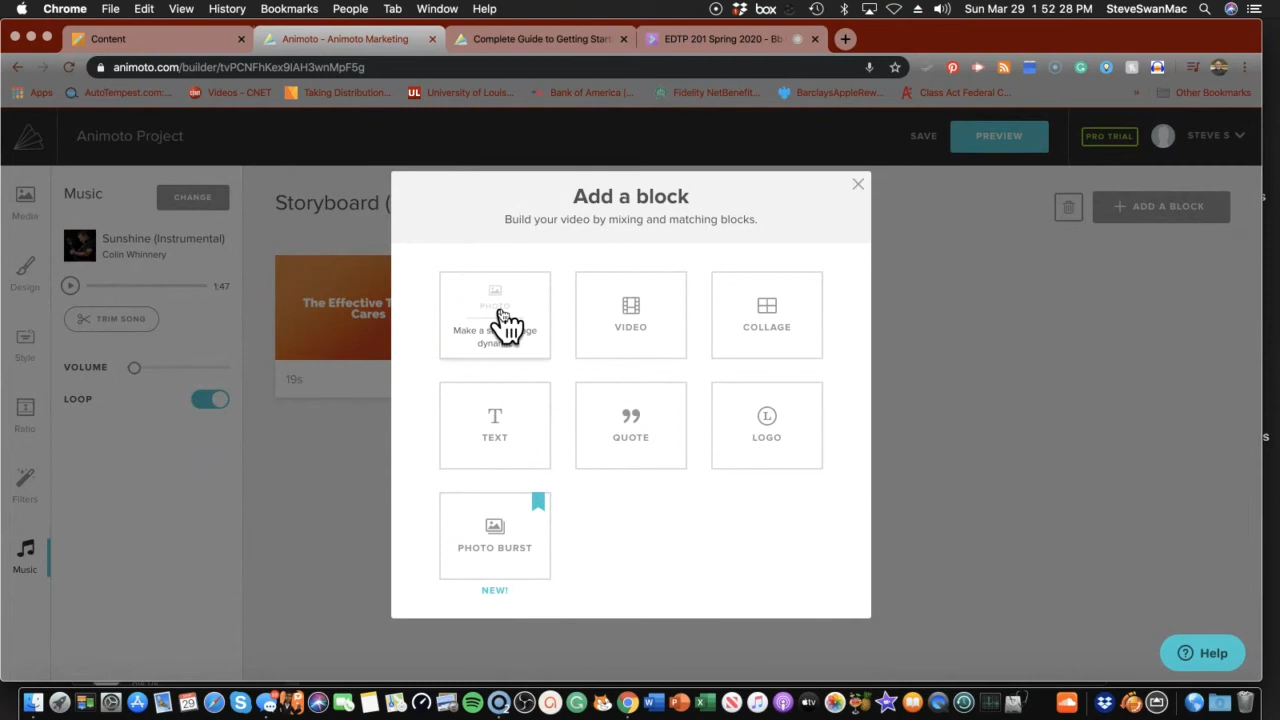 Chrome File Edit View History Bookmarks People Tab Window Help box Sun Mar 29 1:52:28 PM SteveSwanMac
Content Animoto - Animoto Marketing Complete Guide to Getting Start EDTP 201 Spring 2020 - Bb
animoto.com/builder/tvPCNFhKex9IAH3wnMpF5g
Apps AutoTempest.com:... Videos - CNET Taking Distribution... University of Louis... Bank of America |... Fidelity NetBenefit... BarclaysAppleRew... Class Act Federal C... » Other Bookmarks
Animoto Project SAVE PREVIEW PRO TRIAL STEVE S
Media
Design
Style
Ratio
Filters
Music
Music CHANGE
Sunshine (Instrumental)
Colin Whinnery
1:47
TRIM SONG
VOLUME
LOOP
Storyboard (
ADD A BLOCK
The Effective T
Cares
19s
Add a block
Build your video by mixing and matching blocks.
PHOTO
Make a
VIDEO
COLLAGE
TEXT
QUOTE
LOGO
PHOTO BURST
NEW!
Help